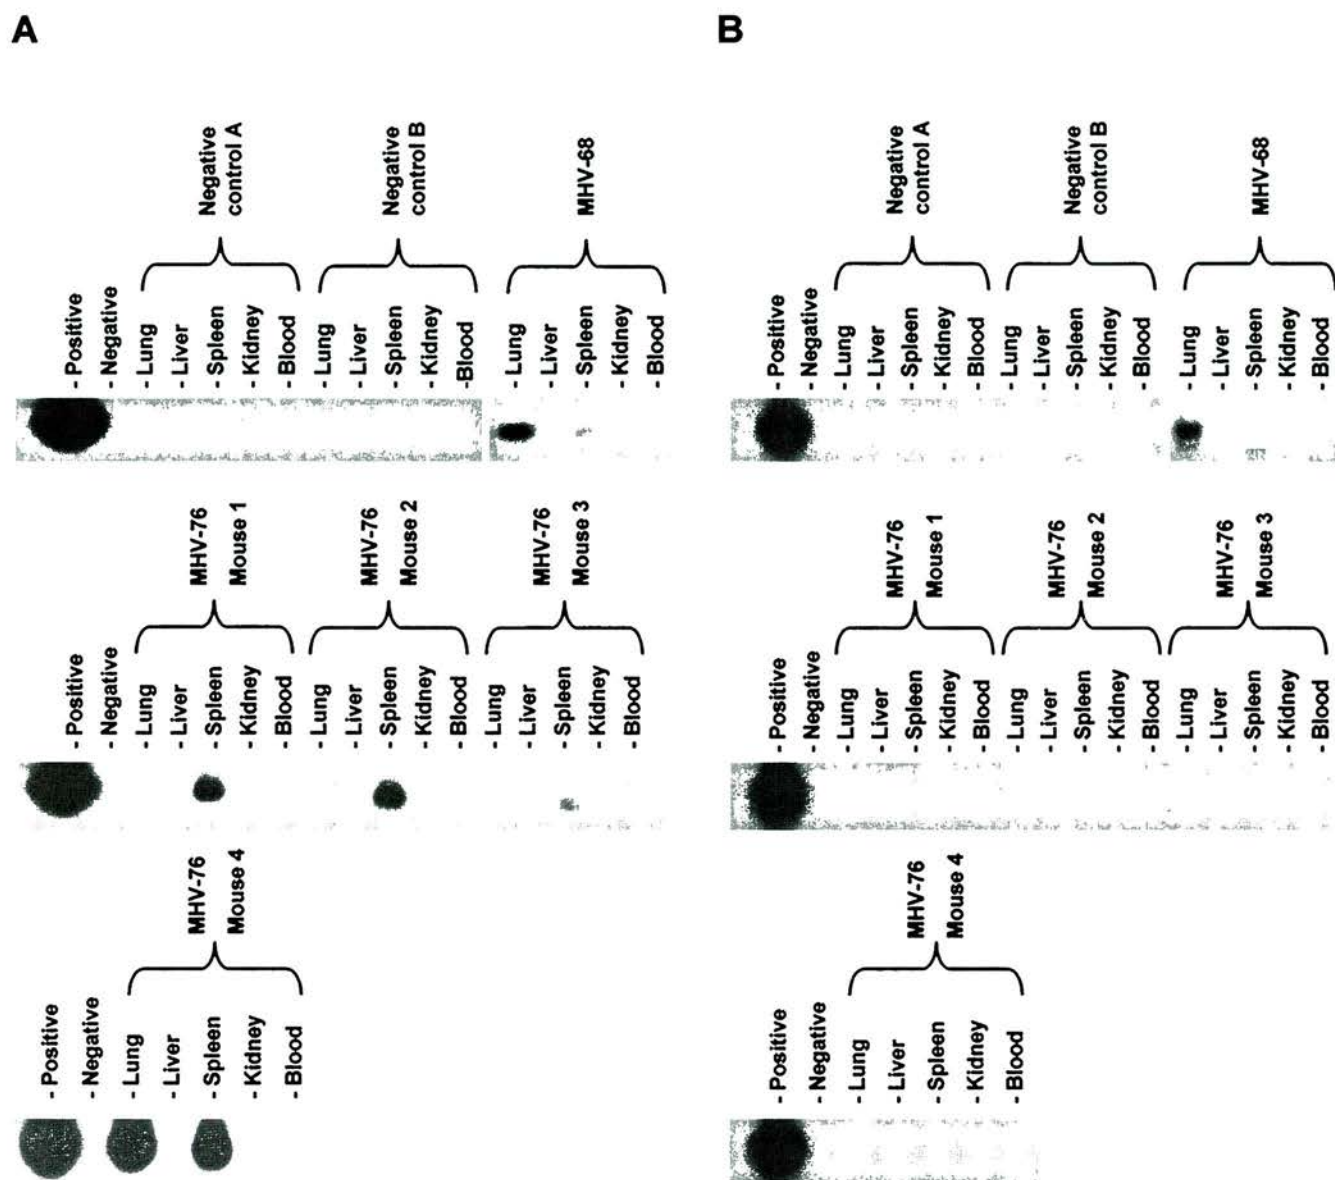 A
B
Negative
control A
Negative
control B
MHV-68
- Positive
- Negative
- Lung
- Liver
- Spleen
- Kidney
- Blood
- Lung
- Liver
- Spleen
- Kidney
-Blood
- Lung
- Liver
- Spleen
- Kidney
- Blood
Negative
control A
Negative
control B
MHV-68
- Positive
- Negative
- Lung
- Liver
- Spleen
- Kidney
- Blood
- Lung
- Liver
- Spleen
- Kidney
- Blood
- Lung
- Liver
- Spleen
- Kidney
- Blood
MHV-76
Mouse 1
MHV-76
Mouse 2
MHV-76
Mouse 3
- Positive
- Negative
- Lung
- Liver
- Spleen
- Kidney
- Blood
- Lung
- Liver
- Spleen
- Kidney
- Blood
- Lung
- Liver
- Spleen
- Kidney
- Blood
MHV-76
Mouse 1
MHV-76
Mouse 2
MHV-76
Mouse 3
- Positive
- Negative
- Lung
- Liver
- Spleen
- Kidney
- Blood
- Lung
- Liver
- Spleen
- Kidney
- Blood
- Lung
- Liver
- Spleen
- Kidney
- Blood
MHV-76
Mouse 4
- Positive
- Negative
- Lung
- Liver
- Spleen
- Kidney
- Blood
MHV-76
Mouse 4
- Positive
- Negative
- Lung
- Liver
- Spleen
- Kidney
- Blood